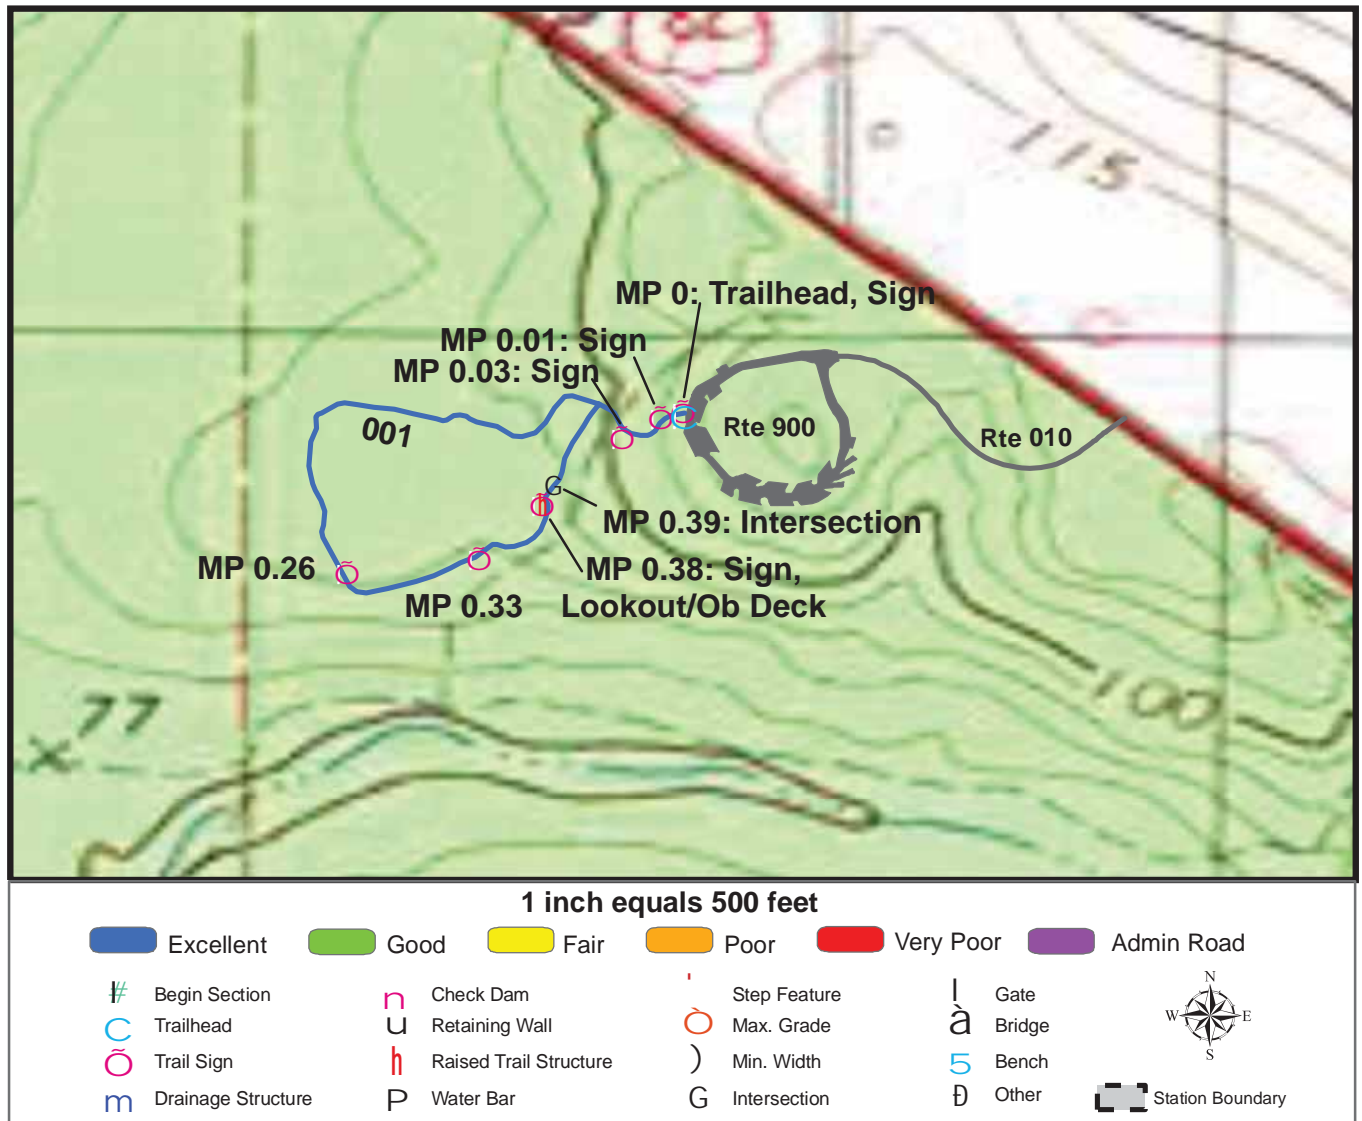 115
MP 0: Trailhead, Sign
MP 0.01: Sign
MP 0.03: Sign
001
Rte 900
Rte 010
MP 0.39: Intersection
MP 0.26
MP 0.38: Sign,
Lookout/Ob Deck
MP 0.33
100
x 77
1 inch equals 500 feet
Excellent
Good
Fair
Poor
Very Poor
Admin Road
Begin Section
Check Dam
Step Feature
Gate
Trailhead
Retaining Wall
Max. Grade
Bridge
Trail Sign
Raised Trail Structure
Min. Width
Bench
Drainage Structure
Water Bar
Intersection
Other
Station Boundary
N
W
E
S